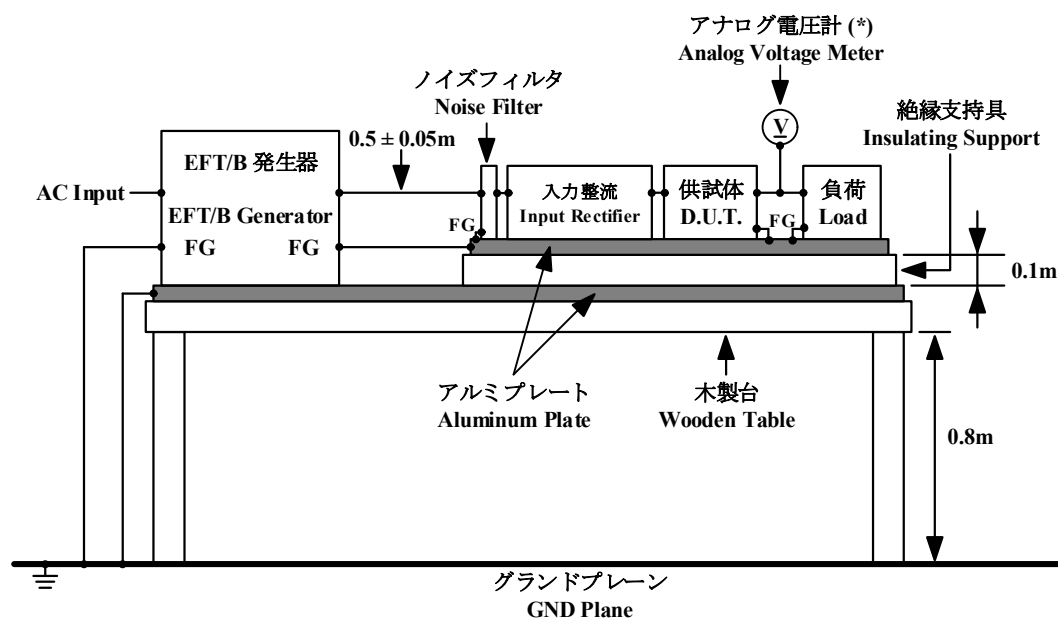 アナログ電圧計 (*)
Analog Voltage Meter
ノイズフィルタ
Noise Filter
絶縁支持具
Insulating Support
0.5 ± 0.05m
V
EFT/B 発生器
EFT/B Generator
AC Input
FG
FG
FG
入力整流
Input Rectifier
供試体
D.U.T.
FG
負荷
Load
0.1m
アルミプレート
Aluminum Plate
木製台
Wooden Table
0.8m
グランドプレーン
GND Plane